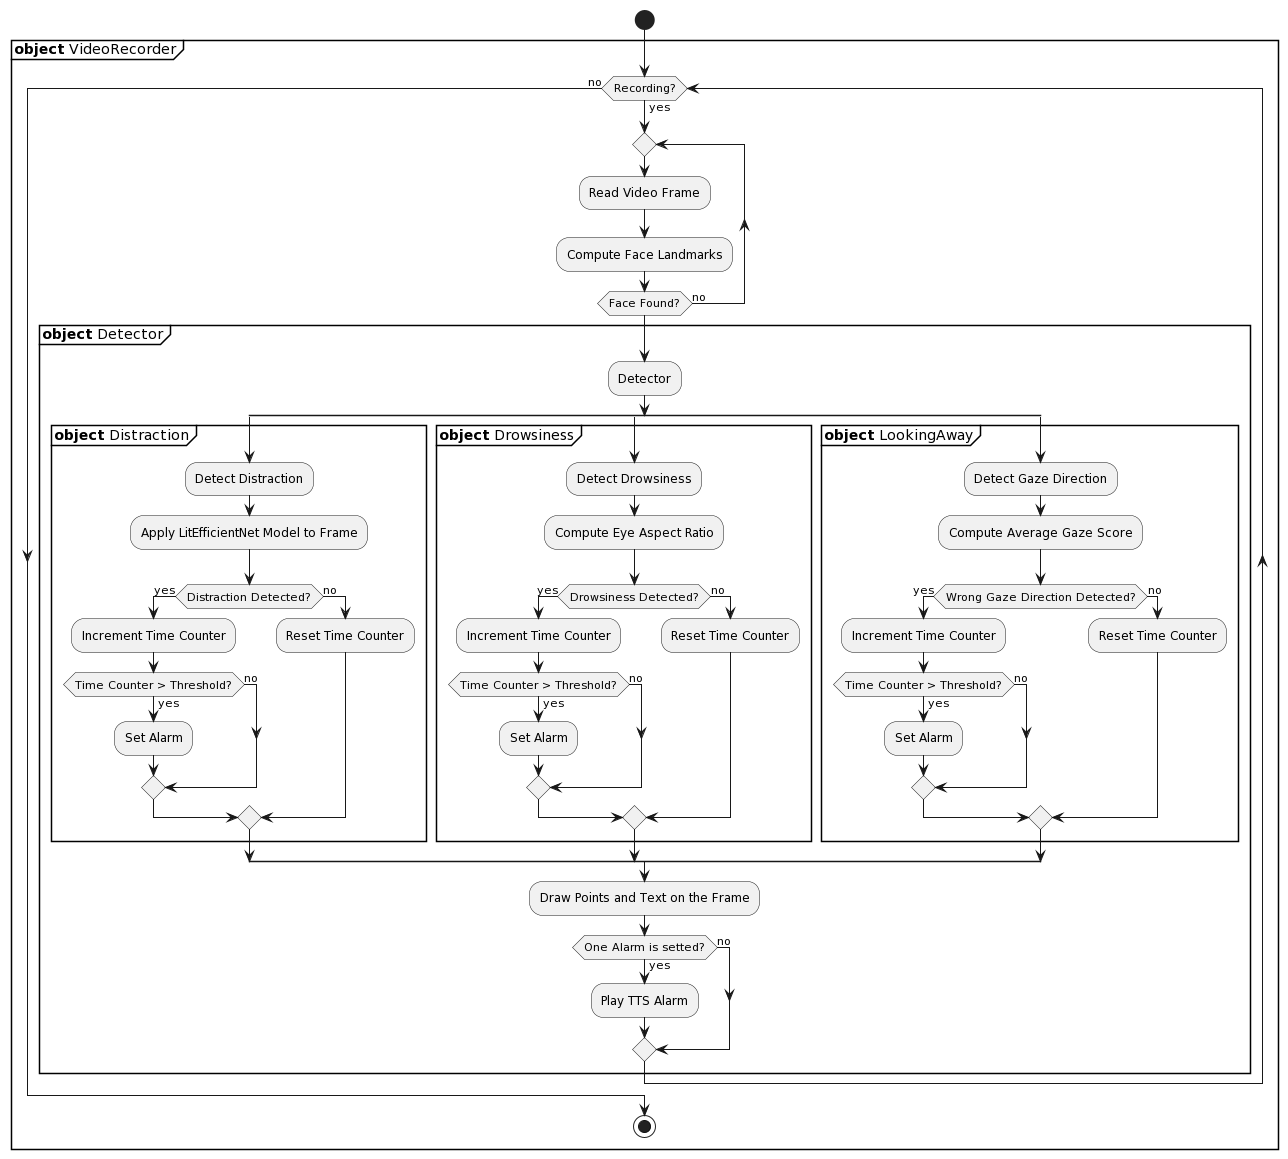 object VideoRecorder
no
Recording?
yes
Read Video Frame
Compute Face Landmarks
Face Found?
no
object Detector
Detector
object Distraction
Detect Distraction
Apply LitEfficientNet Model to Frame
yes
Distraction Detected?
no
Increment Time Counter
Reset Time Counter
Time Counter > Threshold?
no
yes
Set Alarm
object Drowsiness
Detect Drowsiness
Compute Eye Aspect Ratio
yes
Drowsiness Detected?
no
Increment Time Counter
Reset Time Counter
Time Counter > Threshold?
no
yes
Set Alarm
object LookingAway
Detect Gaze Direction
Compute Average Gaze Score
yes
Wrong Gaze Direction Detected?
no
Increment Time Counter
Reset Time Counter
Time Counter > Threshold?
no
yes
Set Alarm
Draw Points and Text on the Frame
One Alarm is setted?
no
yes
Play TTS Alarm